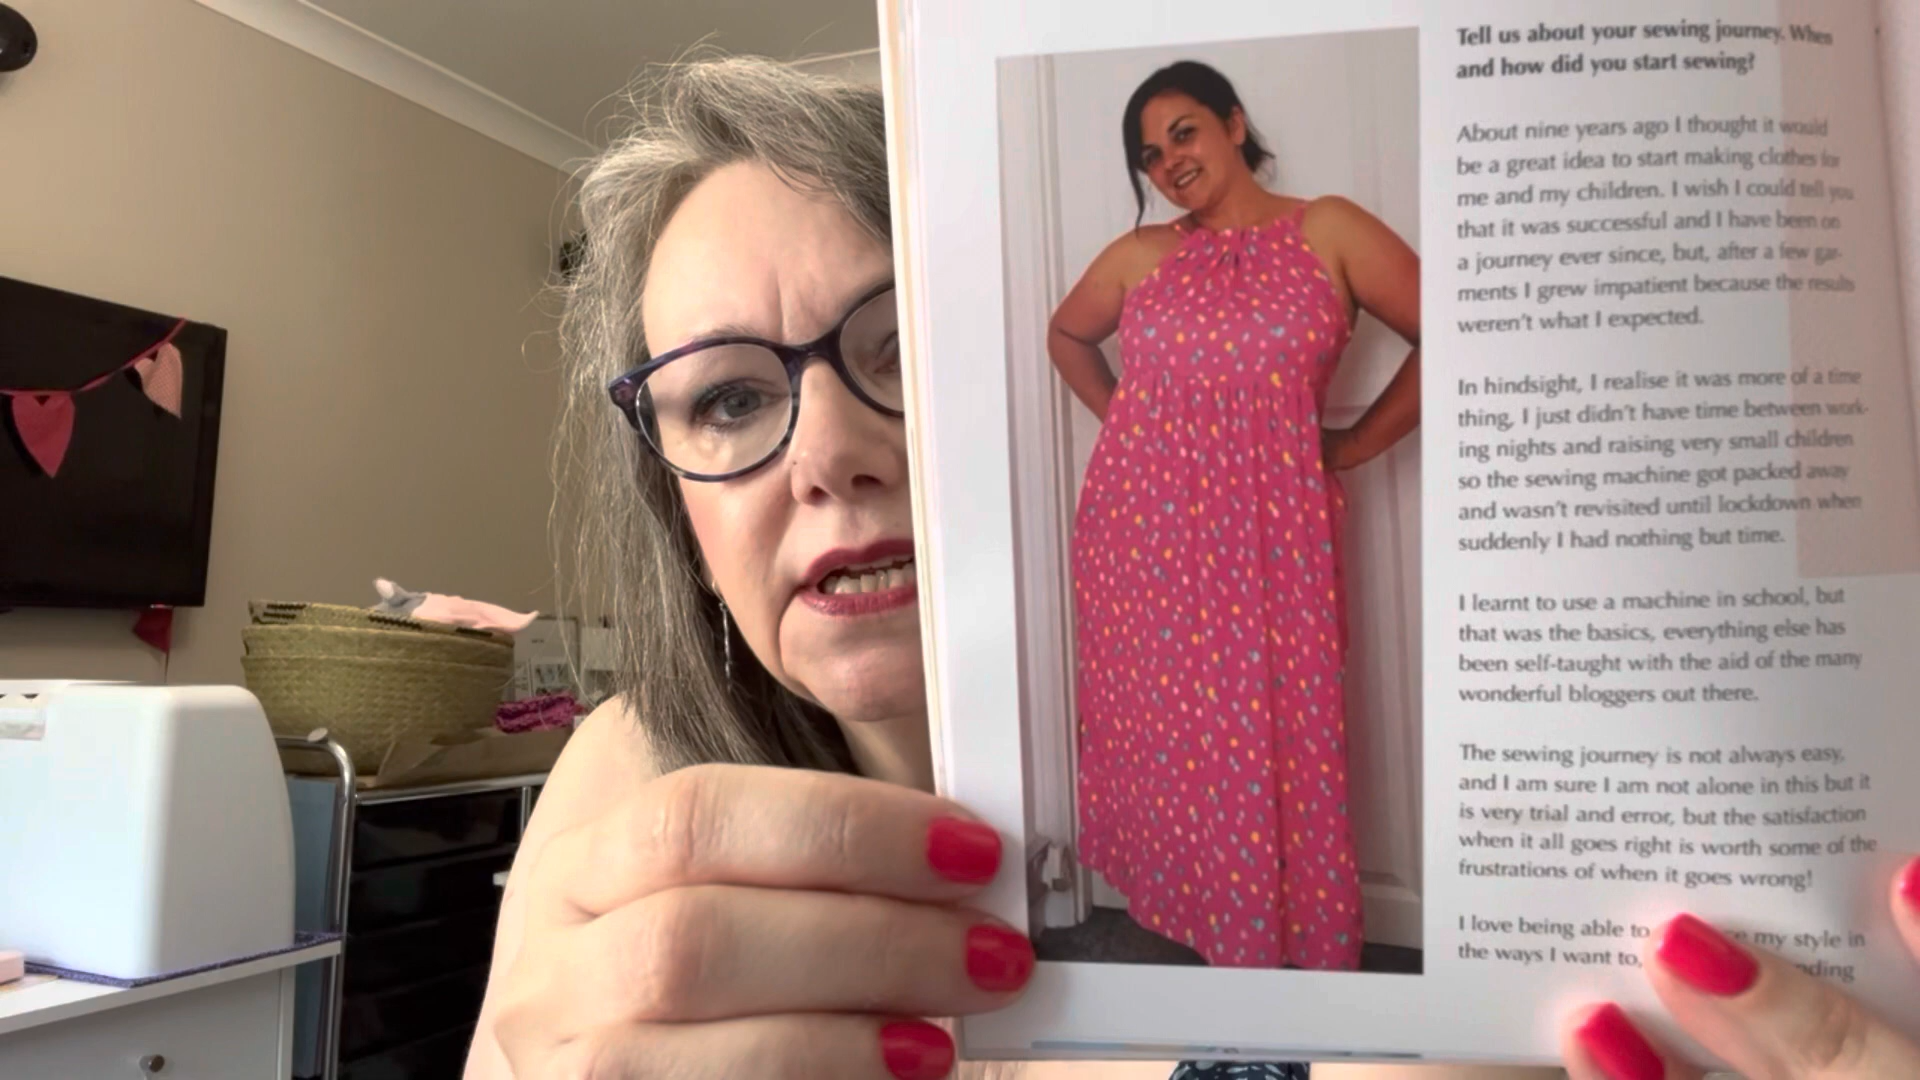 Tell us about your sewing journey. When
and how did you start sewing?
About nine years ago I thought it would
be a great idea to start making clothes for
me and my children. I wish I could tell you
that it was successful and I have been on
a journey ever since, but, after a few gar-
ments I grew impatient because the results
weren't what I expected.
In hindsight, I realise it was more of a time
thing, I just didn't have time between work-
ing nights and raising very small children
so the sewing machine got packed away
and wasn't revisited until lockdown when
suddenly I had nothing but time.
I learnt to use a machine in school, but
that was the basics, everything else has
been self-taught with the aid of the many
wonderful bloggers out there.
The sewing journey is not always easy,
and I am sure I am not alone in this but it
is very trial and error, but the satisfaction
when it all goes right is worth some of the
frustrations of when it goes wrong!
I love being able to my style in
the ways I want to,